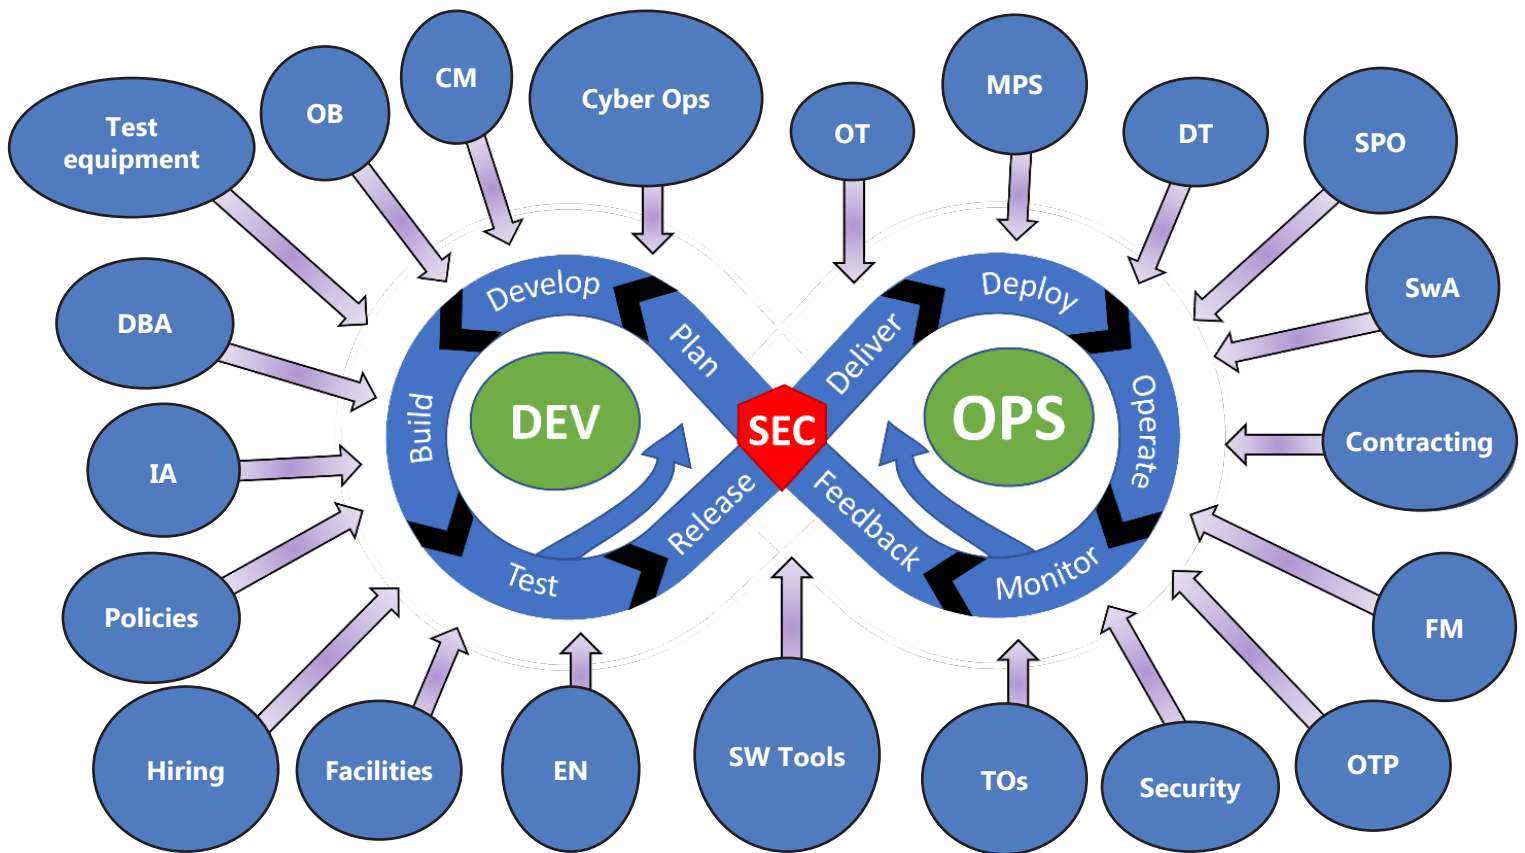 Test
equipment
OB
CM
Cyber Ops
OT
MPS
DT
SPO
DBA
SwA
IA
Contracting
Policies
FM
Hiring
Facilities
EN
SW Tools
TOs
Security
OTP
Plan
Develop
Build
Test
Release
Deliver
Deploy
Operate
Monitor
Feedback
DEV
SEC
OPS